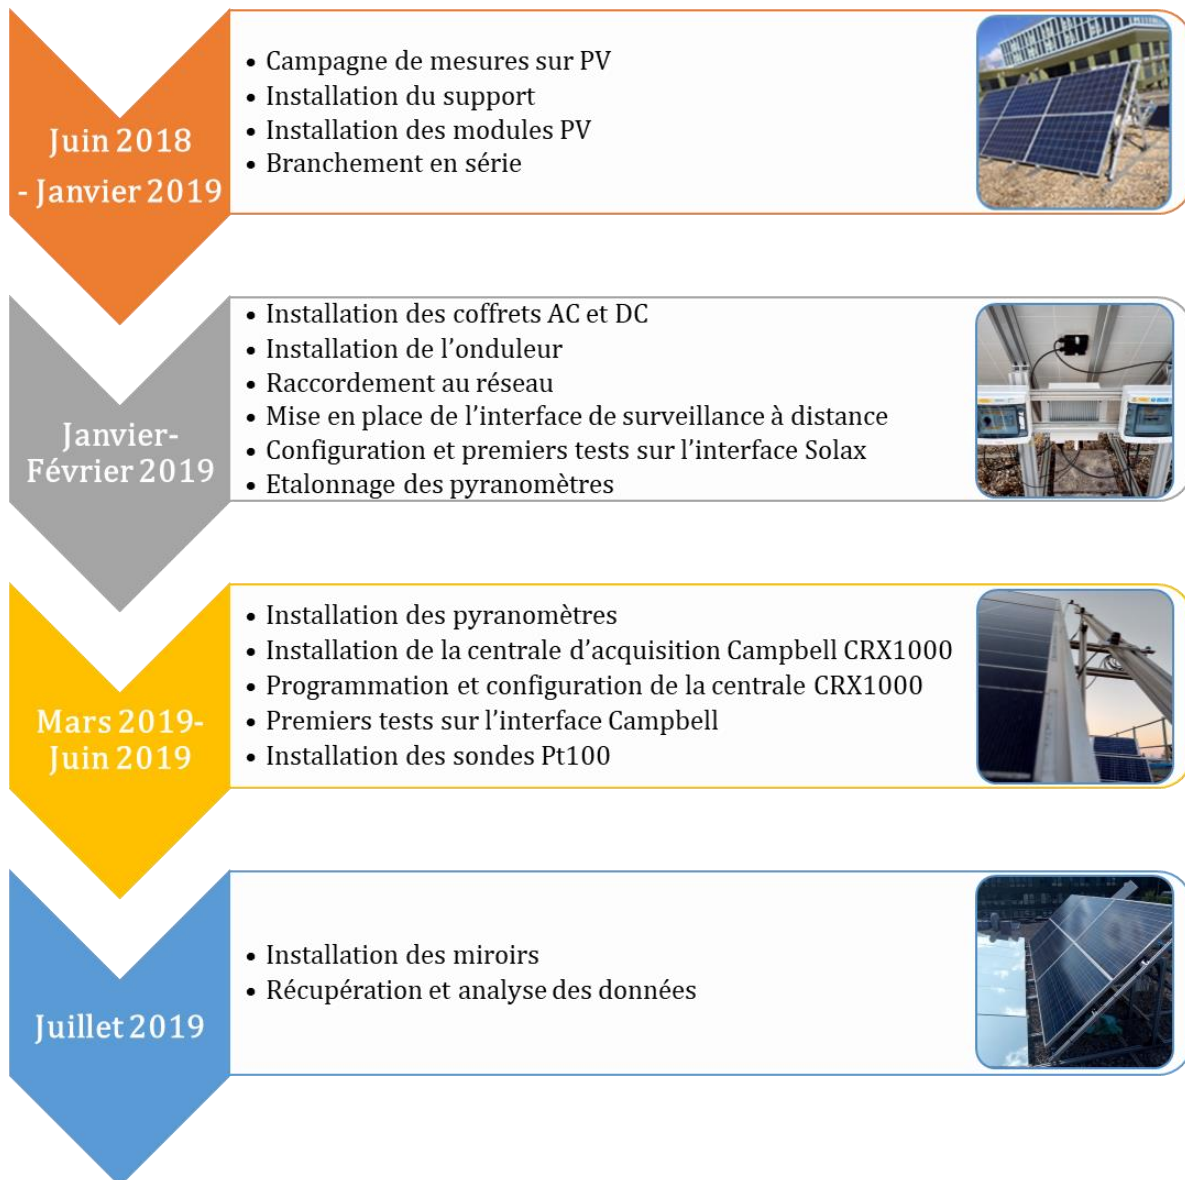 Juin 2018
- Janvier 2019
• Campagne de mesures sur PV
• Installation du support
• Installation des modules PV
• Branchement en série
Janvier-
Février 2019
• Installation des coffrets AC et DC
• Installation de l’onduleur
• Raccordement au réseau
• Mise en place de l’interface de surveillance à distance
• Configuration et premiers tests sur l’interface Solax
• Etalonnage des pyranomètres
Mars 2019-
Juin 2019
• Installation des pyranomètres
• Installation de la centrale d’acquisition Campbell CRX1000
• Programmation et configuration de la centrale CRX1000
• Premiers tests sur l’interface Campbell
• Installation des sondes Pt100
Juillet 2019
• Installation des miroirs
• Récupération et analyse des données